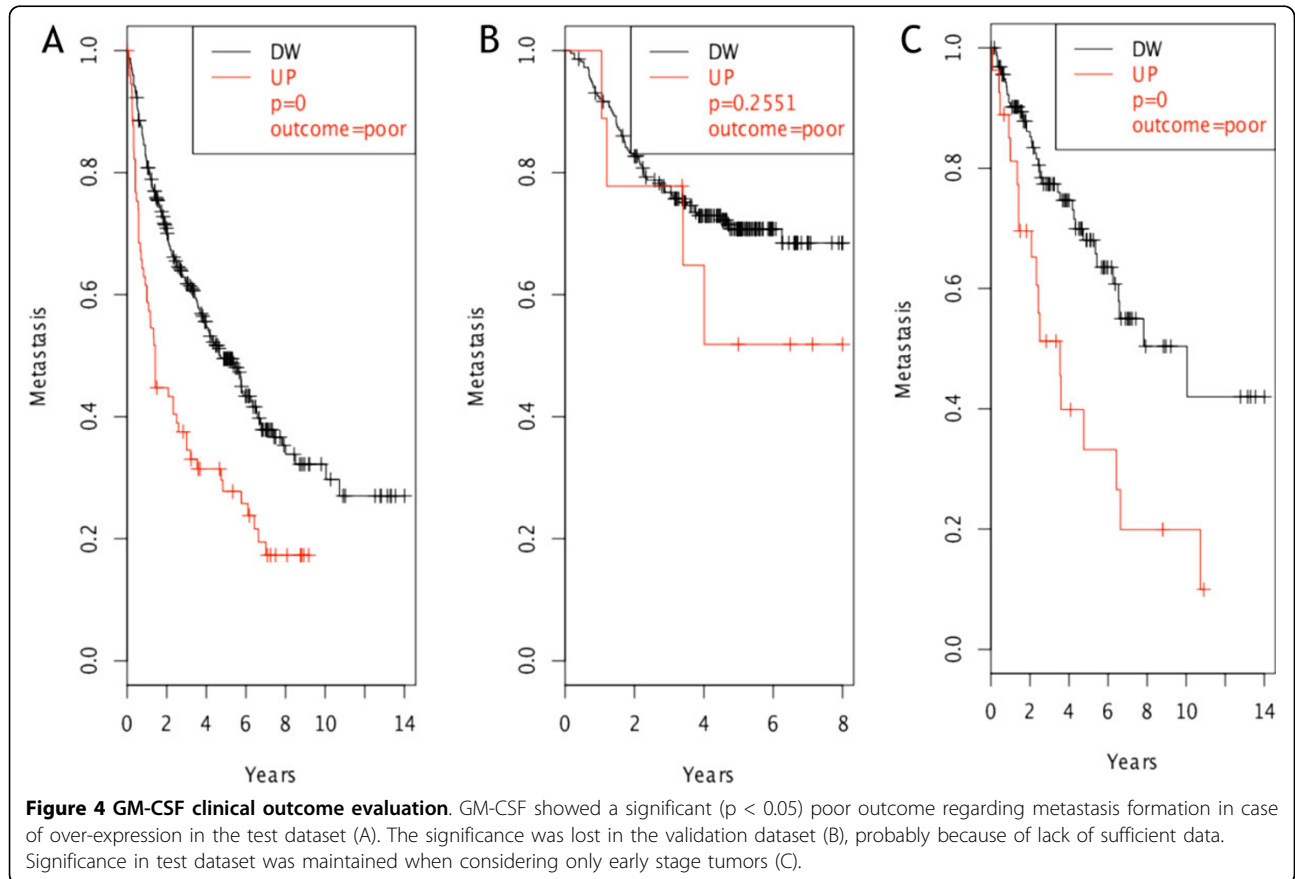 A
DW
UP
p=0
outcome=poor
Metastasis
1.0
0.8
0.6
0.4
0.2
0.0
0 2 4 6 8 10 14
Years
B
DW
UP
p=0.2551
outcome=poor
Metastasis
1.0
0.8
0.6
0.4
0.2
0.0
0 2 4 6 8
Years
C
DW
UP
p=0
outcome=poor
Metastasis
1.0
0.8
0.6
0.4
0.2
0.0
0 2 4 6 8 10 14
Years
Figure 4 GM-CSF clinical outcome evaluation. GM-CSF showed a significant (p < 0.05) poor outcome regarding metastasis formation in case
of over-expression in the test dataset (A). The significance was lost in the validation dataset (B), probably because of lack of sufficient data.
Significance in test dataset was maintained when considering only early stage tumors (C).